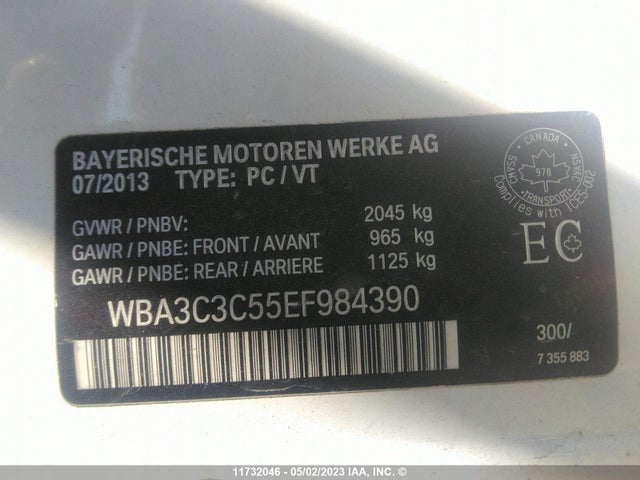 BAYERISCHE MOTOREN WERKE AG
07/2013 TYPE: PC / VT
GVWR / PNBV: 2045 kg
GAWR / PNBE: FRONT / AVANT 965 kg
GAWR / PNBE: REAR / ARRIERE 1125 kg
WBA3C3C55EF984390
CANADA
978
TRANSPORT
Complies with ICES-002
EC
300/
7 355 883
11732046 - 05/02/2023 IAA, INC. ©